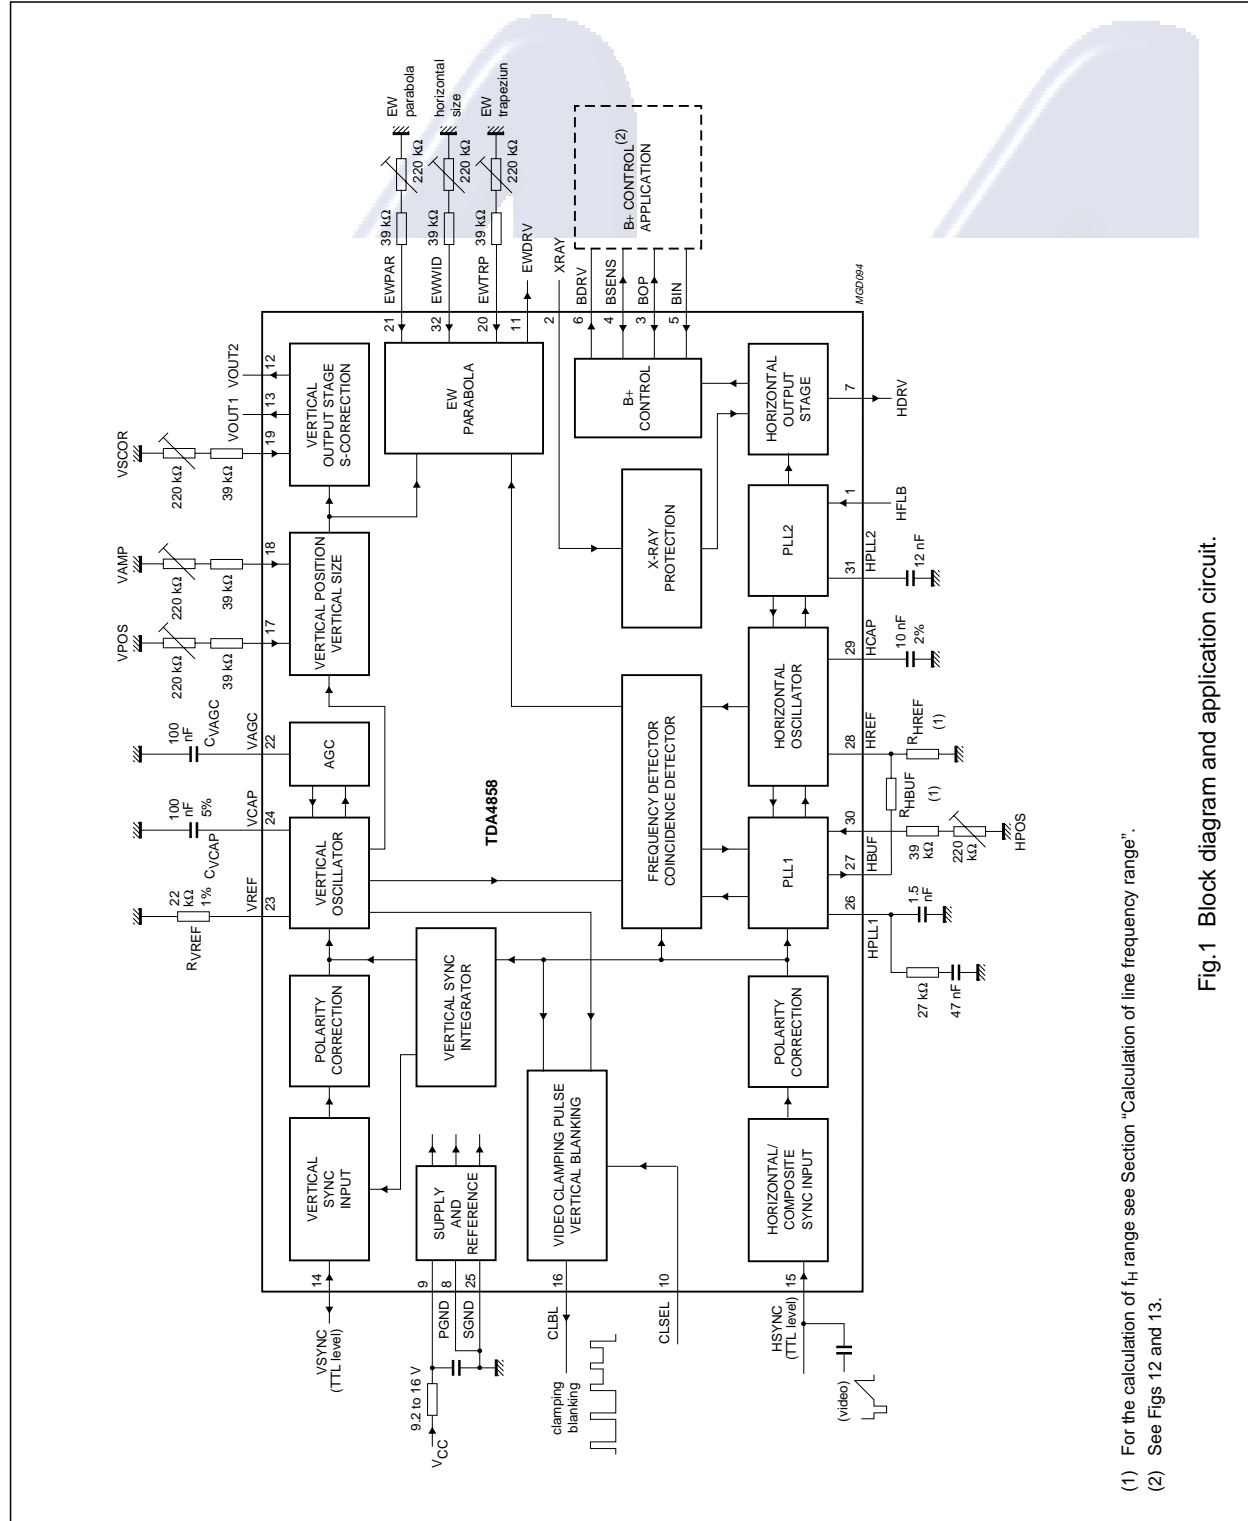 EW
parabola
horizontal
size
EW
trapeziun
220 kΩ
220 kΩ
220 kΩ
39 kΩ
39 kΩ
39 kΩ
EWPAR
EWWID
EWTRP
EWDRV
XRAY
B+ CONTROL(2)
APPLICATION
BDRV
BSENS
BOP
BIN
21
32
20
11
2
6
4
3
5
MGD094
VOUT2
VOUT1
12
13
19
VSCOR
220 kΩ
39 kΩ
VERTICAL
OUTPUT STAGE
S-CORRECTION
EW
PARABOLA
B+
CONTROL
HORIZONTAL
OUTPUT
STAGE
7
HDRV
VAMP
220 kΩ
39 kΩ
18
VPOS
220 kΩ
39 kΩ
17
VERTICAL POSITION
VERTICAL SIZE
X-RAY
PROTECTION
PLL2
1
HFLB
31
HPLL2
12 nF
100
nF
CVAGC
VAGC
22
AGC
HORIZONTAL
OSCILLATOR
29
HCAP
10 nF
2%
28
HREF
RHREF
(1)
RHBUF
(1)
100
nF
5%
CVCAP
VCAP
24
22
kΩ
1%
RVREF
VREF
23
VERTICAL
OSCILLATOR
TDA4858
FREQUENCY DETECTOR
COINCIDENCE DETECTOR
PLL1
30
27
HBUF
39
kΩ
220
kΩ
HPOS
26
HPLL1
1.5
nF
27 kΩ
47 nF
POLARITY
CORRECTION
VERTICAL SYNC
INTEGRATOR
POLARITY
CORRECTION
VERTICAL
SYNC
INPUT
SUPPLY
AND
REFERENCE
VIDEO CLAMPING PULSE
VERTICAL BLANKING
HORIZONTAL/
COMPOSITE
SYNC INPUT
14
9
8
25
16
10
15
VSYNC
(TTL level)
PGND
SGND
9.2 to 16 V
VCC
CLBL
clamping
blanking
CLSEL
HSYNC
(TTL level)
(video)
(1) For the calculation of fH range see Section “Calculation of line frequency range”.
(2) See Figs 12 and 13.
Fig.1 Block diagram and application circuit.